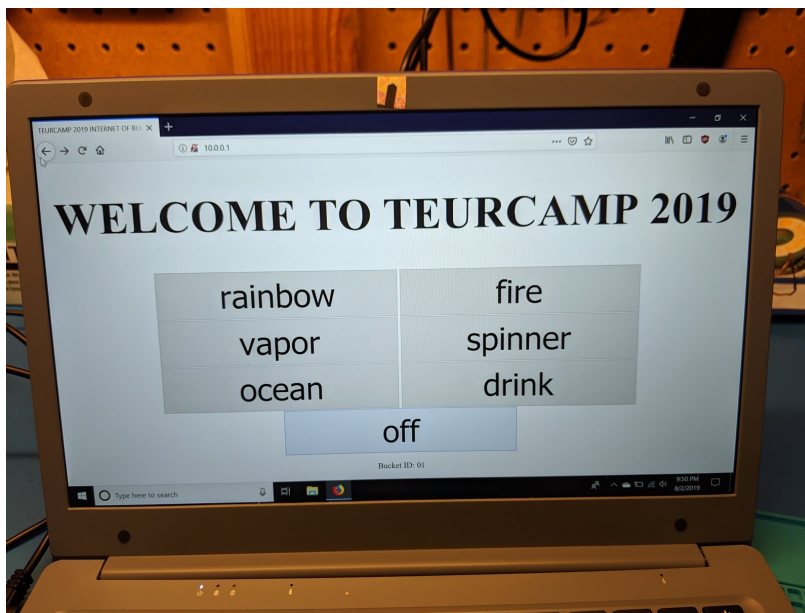 TEURCAMP 2019 INTERNET OF BU
10.0.0.1
WELCOME TO TEURCAMP 2019
rainbow
fire
vapor
spinner
ocean
drink
off
Bucket ID: 01
Type here to search
9:50 PM
8/2/2019